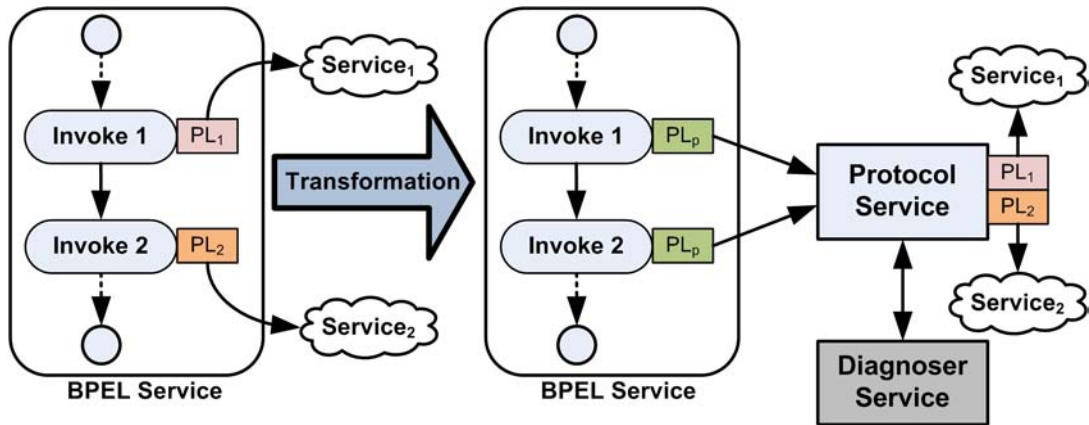 Invoke 1
PL₁
Service₁
Invoke 2
PL₂
Service₂
BPEL Service
Transformation
Invoke 1
PLₚ
Invoke 2
PLₚ
BPEL Service
Protocol
Service
PL₁
PL₂
Service₁
Service₂
Diagnoser
Service